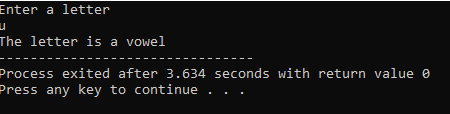 Enter a letter
u
The letter is a vowel
--------------------------------
Process exited after 3.634 seconds with return value 0
Press any key to continue . . .